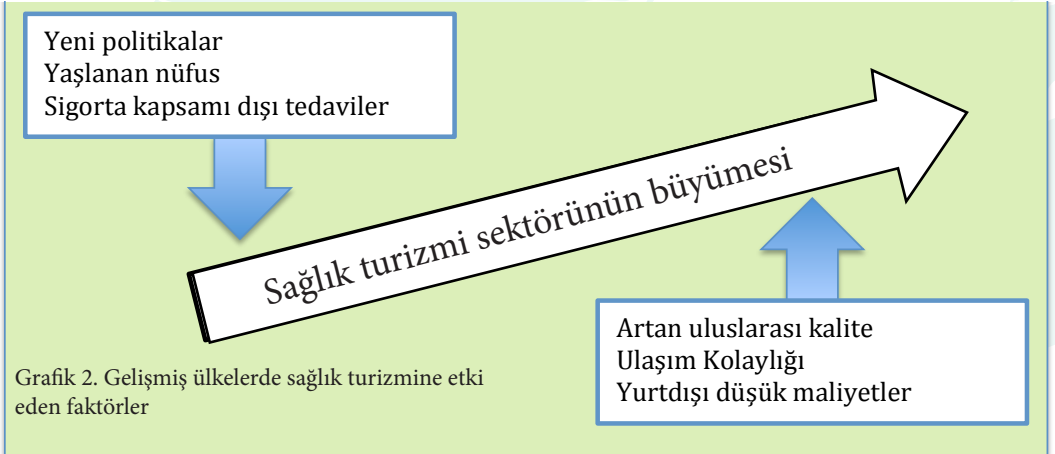 Yeni politikalar
Yaşlanan nüfus
Sigorta kapsamı dışı tedaviler
Sağlık turizmi sektörünün büyümesi
Artan uluslarası kalite
Ulaşım Kolaylığı
Yurtdışı düşük maliyetler
Grafik 2. Gelişmiş ülkelerde sağlık turizmine etki
eden faktörler